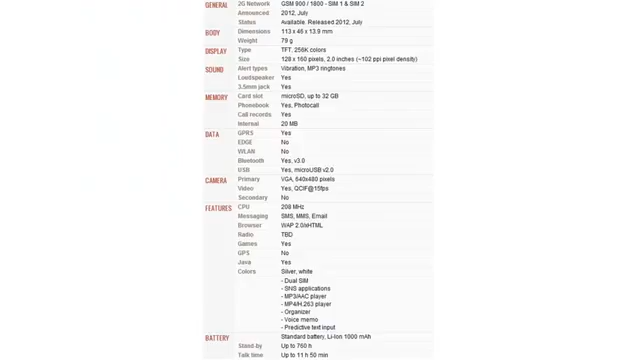 GENERAL 2G Network GSM 900 / 1800 - SIM 1 & SIM 2
Announced 2012, July
Status Available. Released 2012, July
BODY Dimensions 113 x 46 x 13.9 mm
Weight 79 g
DISPLAY Type TFT, 256K colors
Size 128 x 160 pixels, 2.0 inches (~102 ppi pixel density)
SOUND Alert types Vibration, MP3 ringtones
Loudspeaker Yes
3.5mm jack Yes
MEMORY Card slot microSD, up to 32 GB
Phonebook Yes, Photocall
Call records Yes
Internal 20 MB
DATA GPRS Yes
EDGE No
WLAN No
Bluetooth Yes, v3.0
USB Yes, microUSB v2.0
CAMERA Primary VGA, 640x480 pixels
Video Yes, QCIF@15fps
Secondary No
FEATURES CPU 208 MHz
Messaging SMS, MMS, Email
Browser WAP 2.0/xHTML
Radio TBD
Games Yes
GPS No
Java Yes
Colors Silver, white
- Dual SIM
- SNS applications
- MP3/AAC player
- MP4/H.263 player
- Organizer
- Voice memo
- Predictive text input
BATTERY Standard battery, Li-Ion 1000 mAh
Stand-by Up to 760 h
Talk time Up to 11 h 50 min